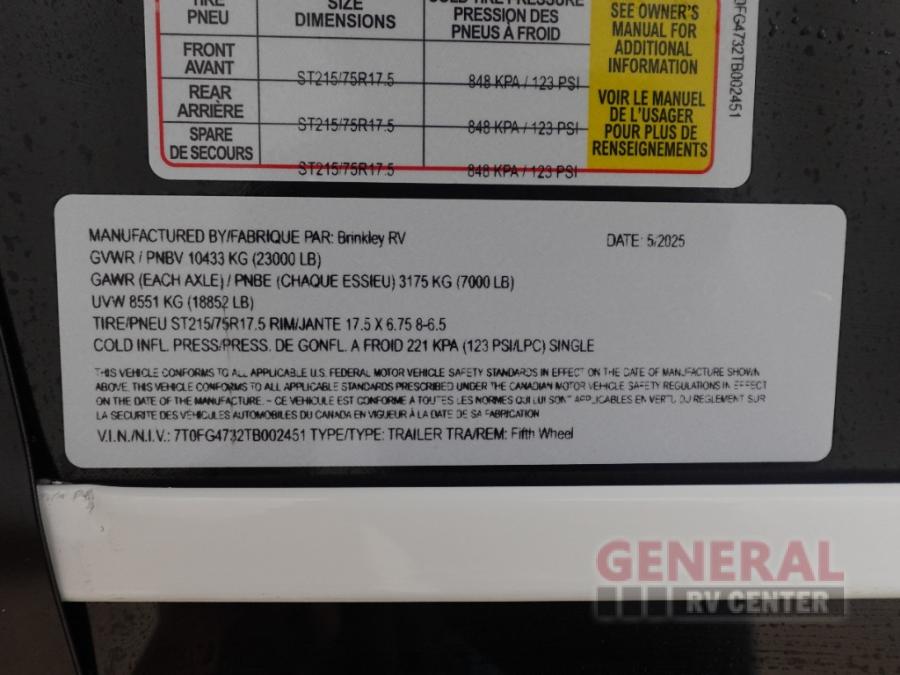 TIRE SIZE COLD TIRE PRESSURE
PNEU DIMENSIONS PRESSION DES
PNEUS À FROID
FRONT
AVANT ST215/75R17.5 848 KPA / 123 PSI
REAR
ARRIÈRE ST215/75R17.5 848 KPA / 123 PSI
SPARE
DE SECOURS ST215/75R17.5 848 KPA / 123 PSI
SEE OWNER'S
MANUAL FOR
ADDITIONAL
INFORMATION
VOIR LE MANUEL
DE L'USAGER
POUR PLUS DE
RENSEIGNEMENTS
0FG4732TB002451
MANUFACTURED BY/FABRIQUE PAR: Brinkley RV DATE: 5/2025
GVWR / PNBV 10433 KG (23000 LB)
GAWR (EACH AXLE) / PNBE (CHAQUE ESSIEU) 3175 KG (7000 LB)
UVW 8551 KG (18852 LB)
TIRE/PNEU ST215/75R17.5 RIM/JANTE 17.5 X 6.75 8-6.5
COLD INFL. PRESS/PRESS. DE GONFL. A FROID 221 KPA (123 PSI/LPC) SINGLE
THIS VEHICLE CONFORMS TO ALL APPLICABLE U.S. FEDERAL MOTOR VEHICLE SAFETY STANDARDS IN EFFECT ON THE DATE OF MANUFACTURE SHOWN
ABOVE. THIS VEHICLE CONFORMS TO ALL APPLICABLE STANDARDS PRESCRIBED UNDER THE CANADIAN MOTOR VEHICLE SAFETY REGULATIONS IN EFFECT
ON THE DATE OF MANUFACTURE. - CE VEHICULE EST CONFORME A TOUTES LES NORMES QUI LUI SONT APPLICABLES EN VERTU DU REGLEMENT SUR
LA SECURITE DES VEHICULES AUTOMOBILES DU CANADA EN VIGUEUR À LA DATE DE SA FABRICATION
V.I.N./N.I.V.: 7T0FG4732TB002451 TYPE/TYPE: TRAILER TRA/REM: Fifth Wheel
GENERAL
RV CENTER